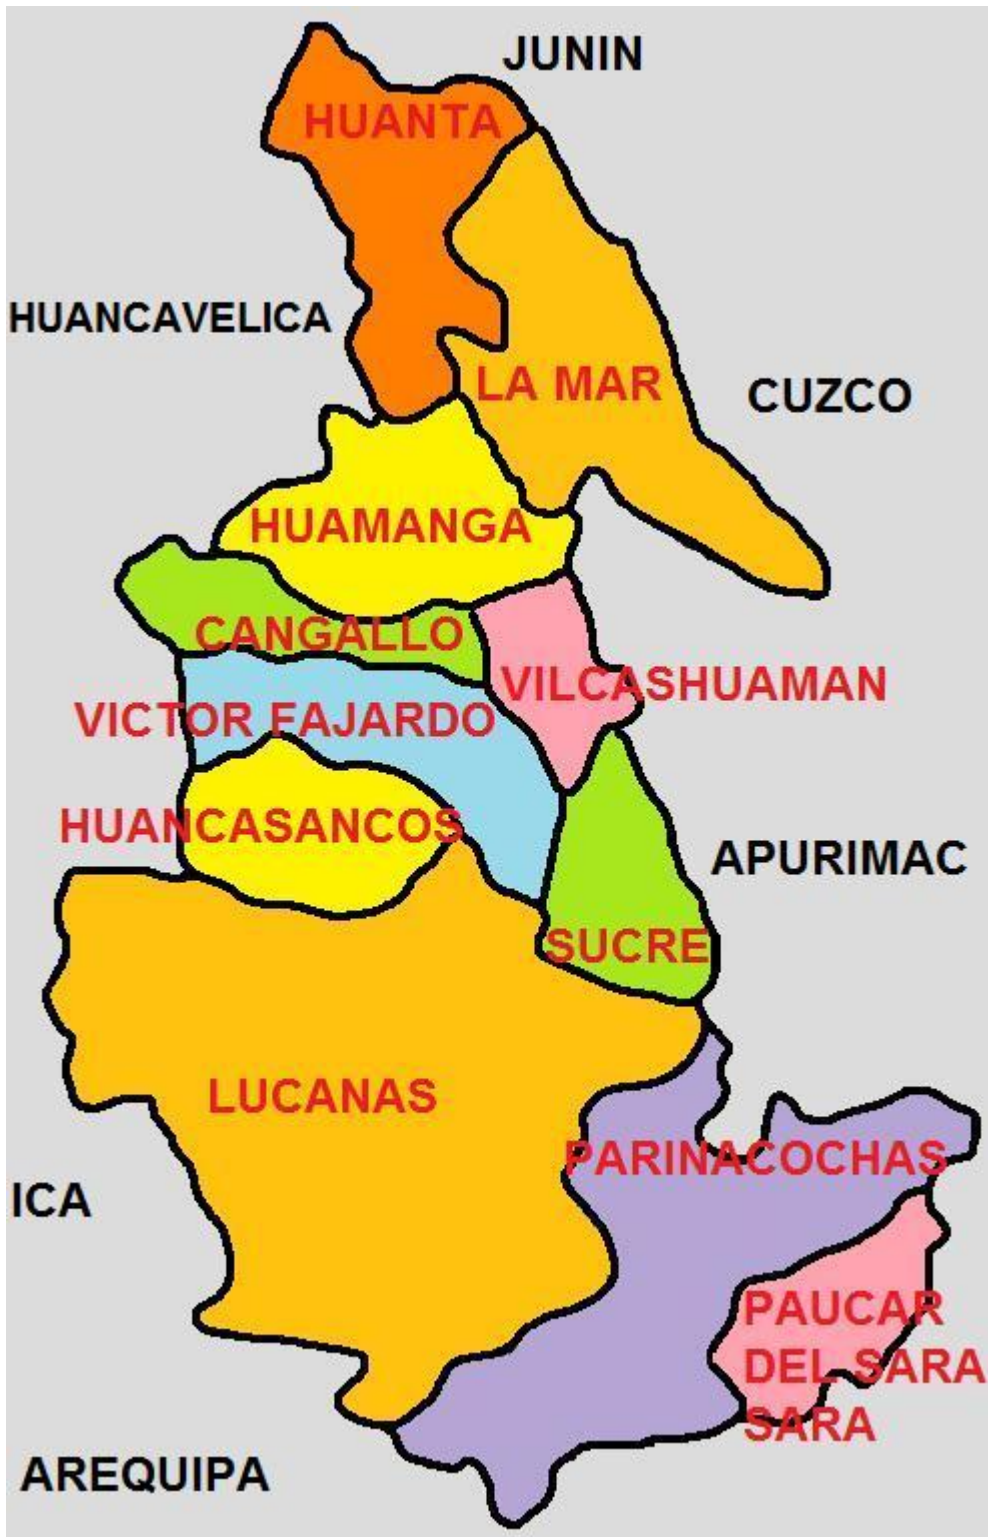 JUNIN
HUANTA
HUANCAVELICA
LA MAR
CUZCO
HUAMANGA
CANGALLO
VILCASHUAMAN
VICTOR FAJARDO
HUANCASANCOS
APURIMAC
SUCRE
LUCANAS
PARINACOCHAS
ICA
PAUCAR
DEL SARA
SARA
AREQUIPA